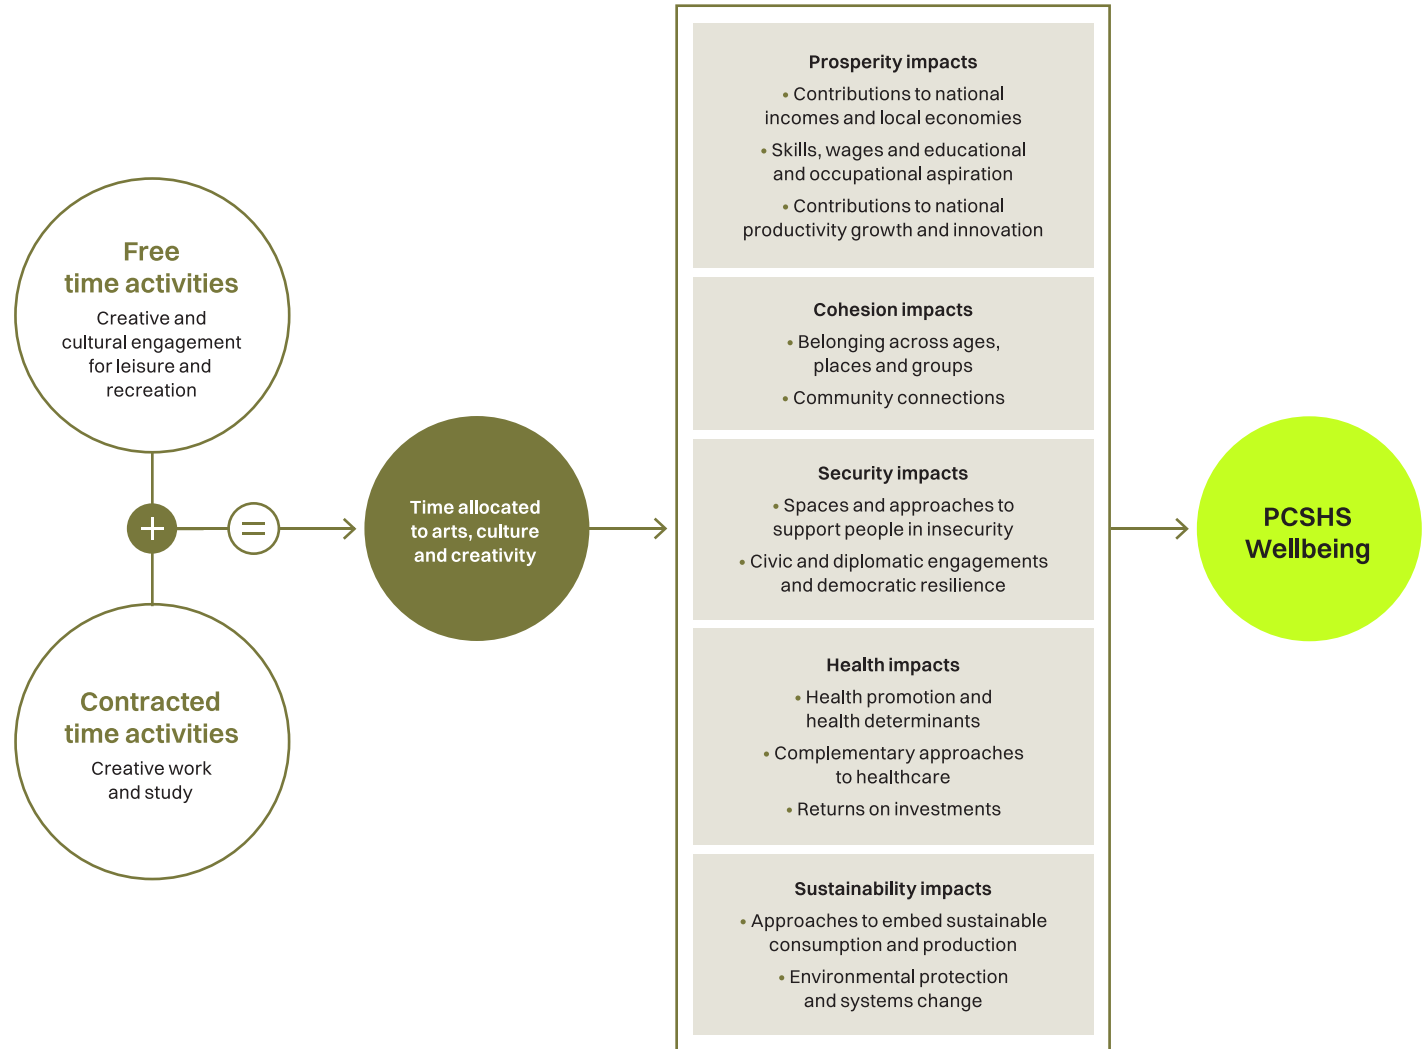 Free
time activities
Creative and
cultural engagement
for leisure and
recreation
+
=
Contracted
time activities
Creative work
and study
Time allocated
to arts, culture
and creativity
Prosperity impacts
• Contributions to national
incomes and local economies
• Skills, wages and educational
and occupational aspiration
• Contributions to national
productivity growth and innovation
Cohesion impacts
• Belonging across ages,
places and groups
• Community connections
Security impacts
• Spaces and approaches to
support people in insecurity
• Civic and diplomatic engagements
and democratic resilience
Health impacts
• Health promotion and
health determinants
• Complementary approaches
to healthcare
• Returns on investments
Sustainability impacts
• Approaches to embed sustainable
consumption and production
• Environmental protection
and systems change
PCSHS
Wellbeing